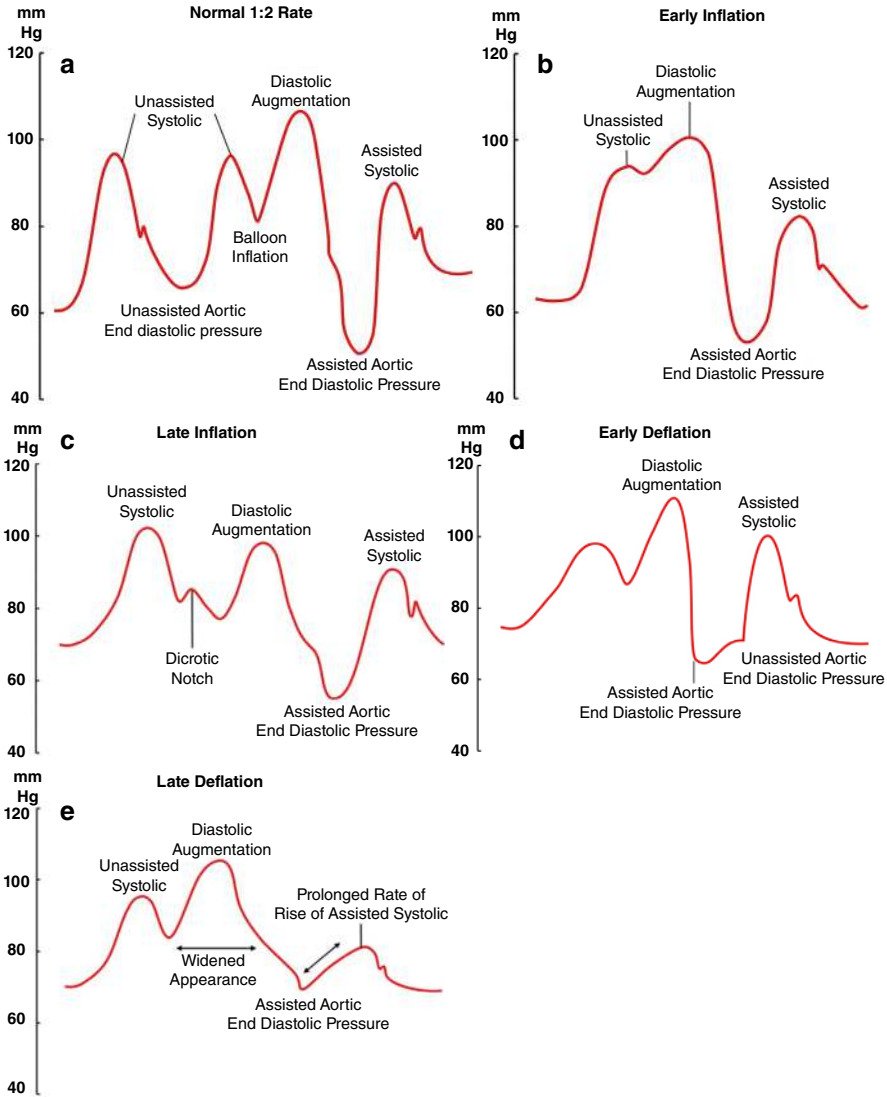 Normal 1:2 Rate
mm
Hg
120
100
80
60
40
a
Unassisted
Systolic
Diastolic
Augmentation
Assisted
Systolic
Balloon
Inflation
Unassisted Aortic
End diastolic pressure
Assisted Aortic
End Diastolic Pressure
Early Inflation
mm
Hg
120
100
80
60
40
b
Diastolic
Augmentation
Unassisted
Systolic
Assisted
Systolic
Assisted Aortic
End Diastolic Pressure
Late Inflation
mm
Hg
120
100
80
60
40
c
Unassisted
Systolic
Diastolic
Augmentation
Assisted
Systolic
Dicrotic
Notch
Assisted Aortic
End Diastolic Pressure
Early Deflation
mm
Hg
120
100
80
60
40
d
Diastolic
Augmentation
Assisted
Systolic
Unassisted Aortic
End Diastolic Pressure
Assisted Aortic
End Diastolic Pressure
Late Deflation
mm
Hg
120
100
80
60
40
e
Diastolic
Augmentation
Unassisted
Systolic
Prolonged Rate of
Rise of Assisted Systolic
Widened
Appearance
Assisted Aortic
End Diastolic Pressure